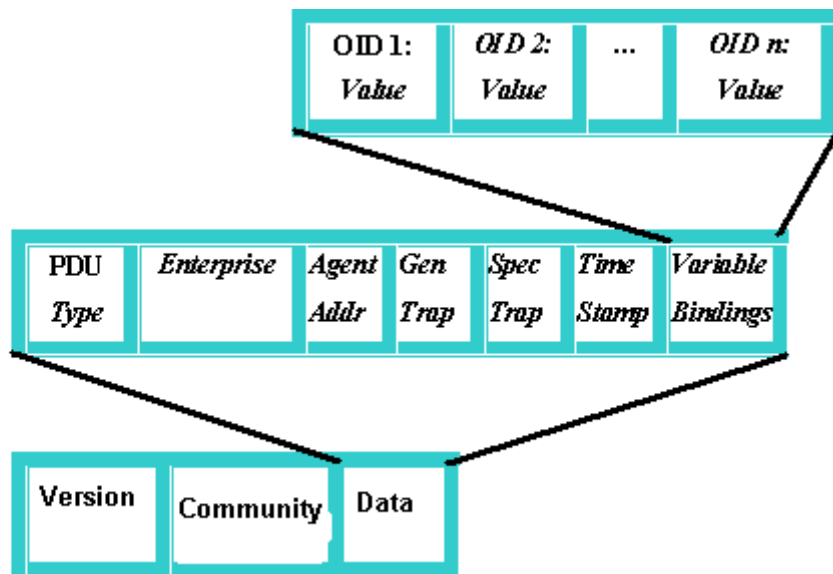 OID 1: OID 2: ... OID n:
Value Value Value
PDU Enterprise Agent Gen Spec Time Variable
Type Addr Trap Trap Stamp Bindings
Version Community Data